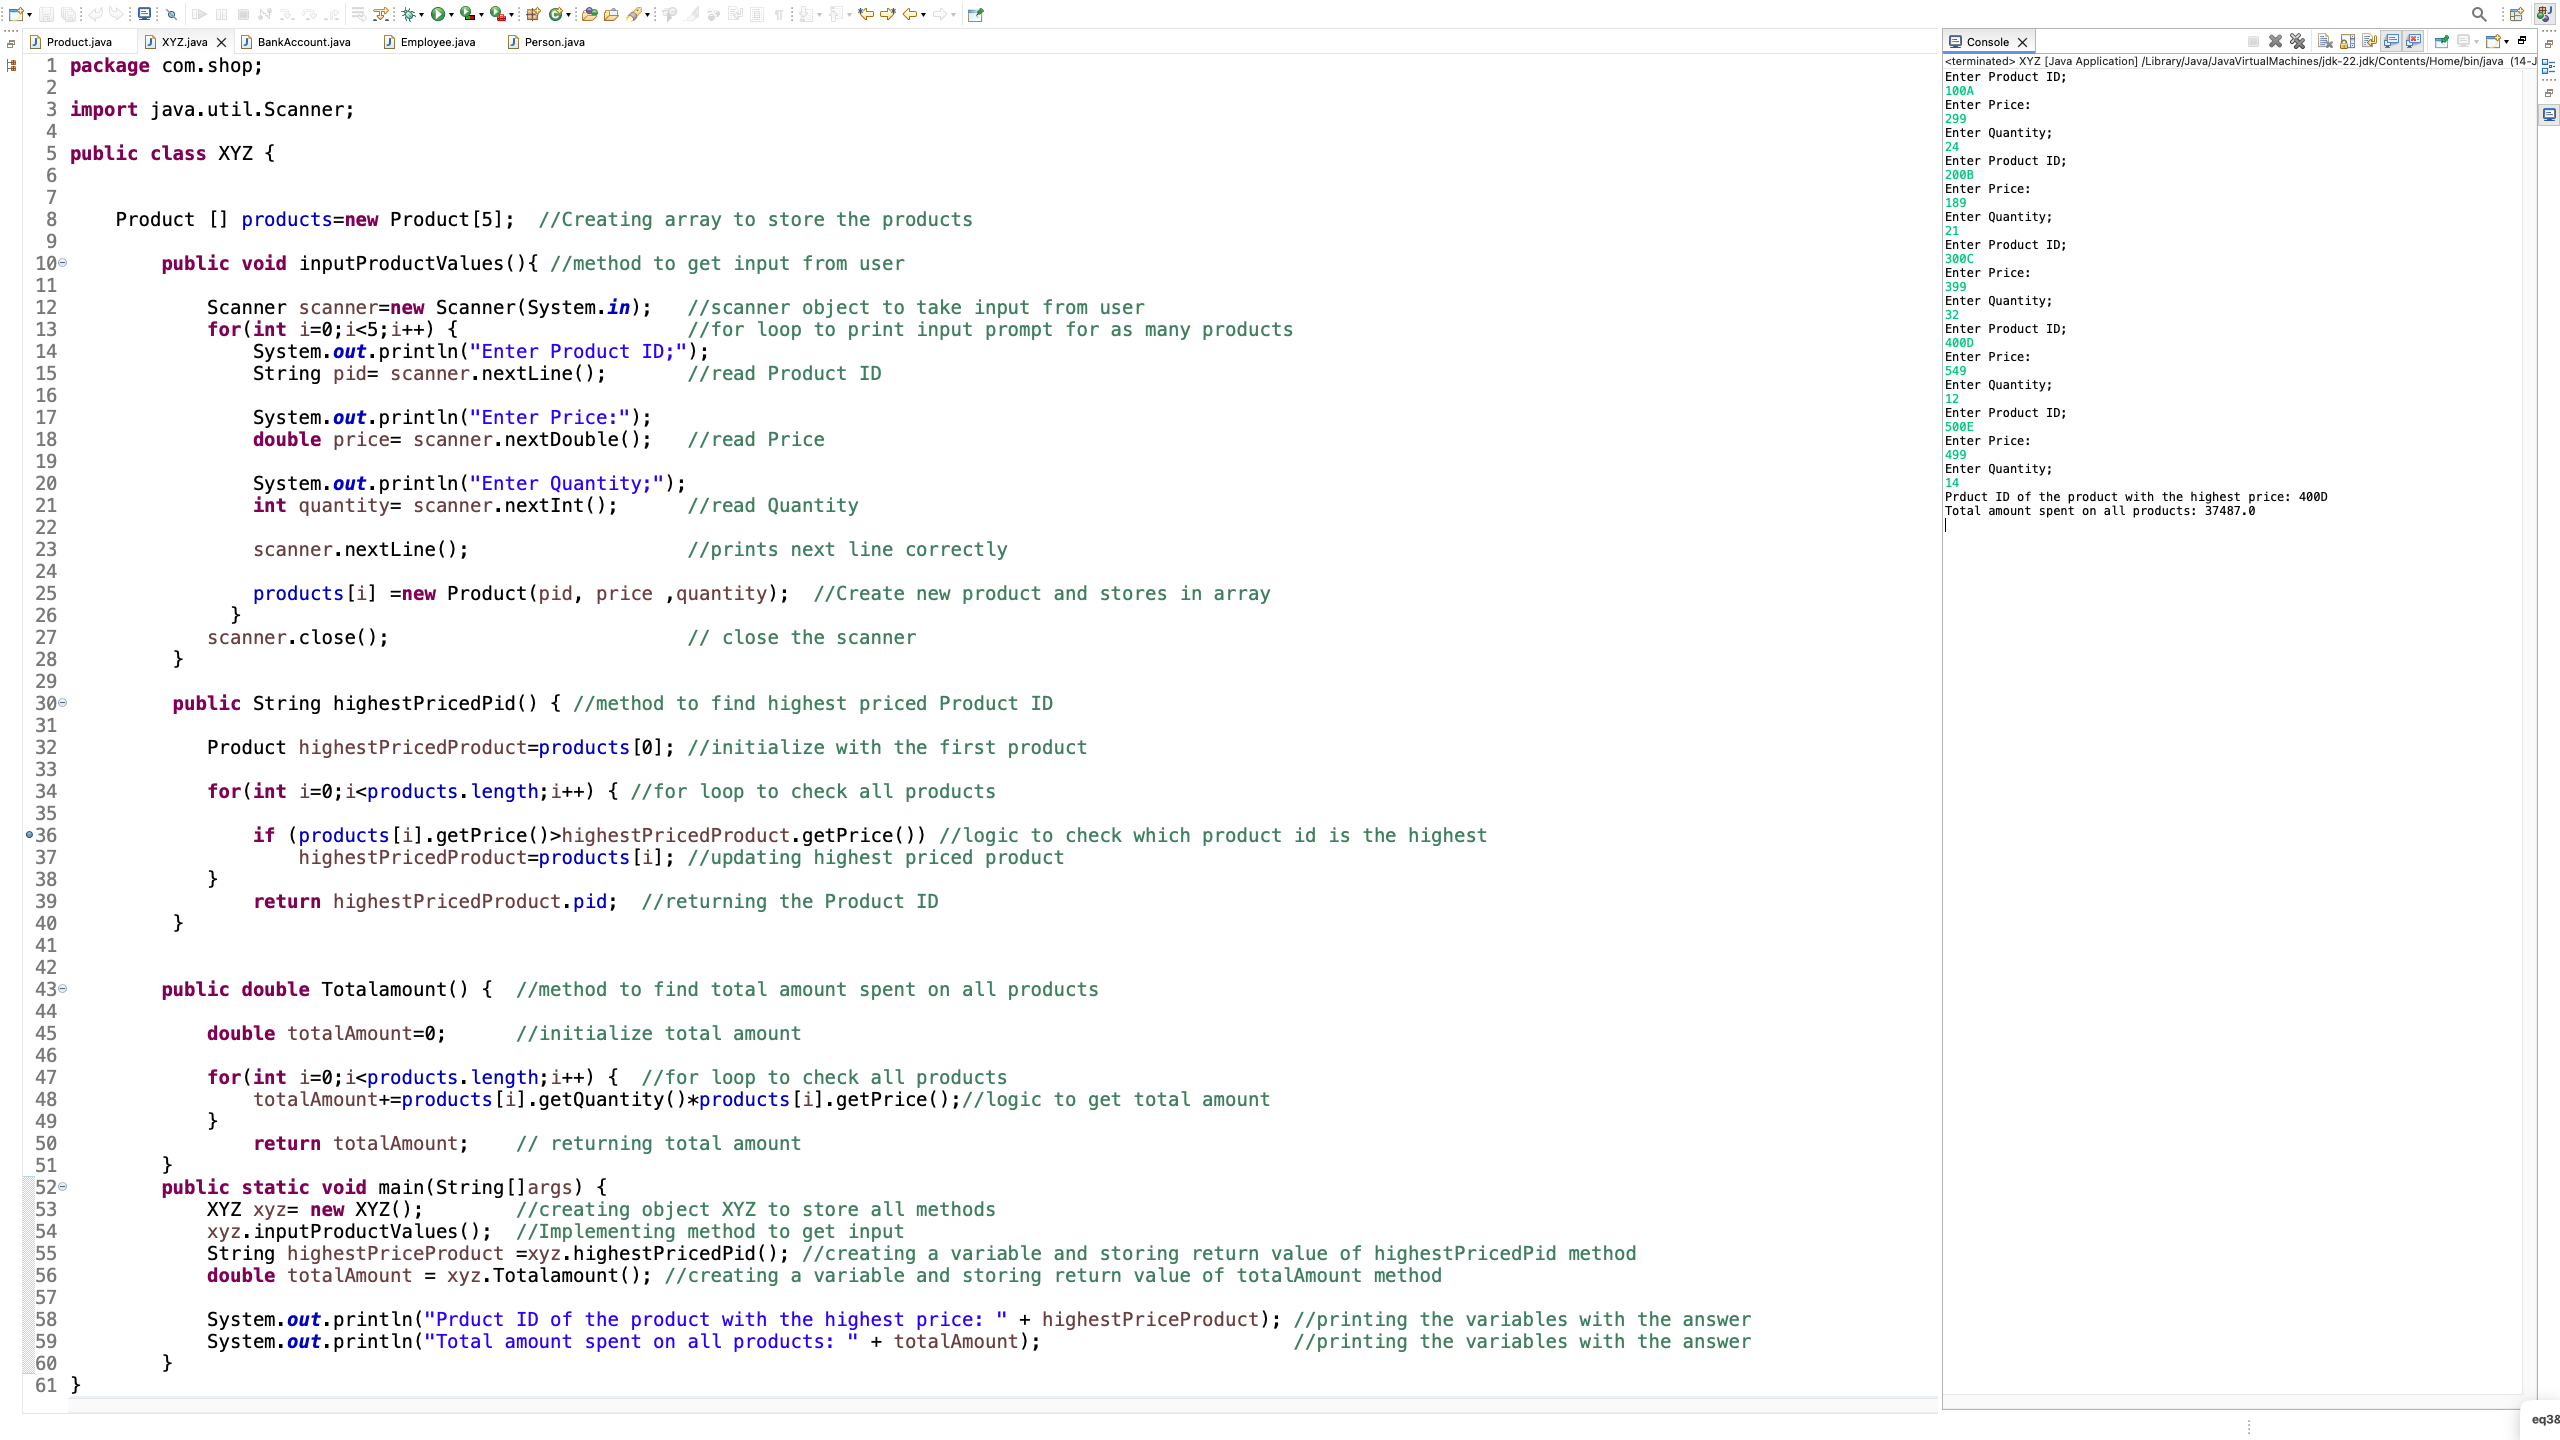 Product.java XYZ.java BankAccount.java Employee.java Person.java
1 package com.shop;
2
3 import java.util.Scanner;
4
5 public class XYZ {
6
7
8 Product [] products=new Product[5]; //Creating array to store the products
9
10 public void inputProductValues(){ //method to get input from user
11
12 Scanner scanner=new Scanner(System.in); //scanner object to take input from user
13 for(int i=0;i<5;i++) { //for loop to print input prompt for as many products
14 System.out.println("Enter Product ID;");
15 String pid= scanner.nextLine(); //read Product ID
16
17 System.out.println("Enter Price:");
18 double price= scanner.nextDouble(); //read Price
19
20 System.out.println("Enter Quantity;");
21 int quantity= scanner.nextInt(); //read Quantity
22
23 scanner.nextLine(); //prints next line correctly
24
25 products[i] =new Product(pid, price ,quantity); //Create new product and stores in array
26 }
27 scanner.close(); // close the scanner
28 }
29
30 public String highestPricedPid() { //method to find highest priced Product ID
31
32 Product highestPricedProduct=products[0]; //initialize with the first product
33
34 for(int i=0;i<products.length;i++) { //for loop to check all products
35
36 if (products[i].getPrice()>highestPricedProduct.getPrice()) //logic to check which product id is the highest
37 highestPricedProduct=products[i]; //updating highest priced product
38 }
39 return highestPricedProduct.pid; //returning the Product ID
40 }
41
42
43 public double Totalamount() { //method to find total amount spent on all products
44
45 double totalAmount=0; //initialize total amount
46
47 for(int i=0;i<products.length;i++) { //for loop to check all products
48 totalAmount+=products[i].getQuantity()*products[i].getPrice();//logic to get total amount
49 }
50 return totalAmount; // returning total amount
51 }
52 public static void main(String[]args) {
53 XYZ xyz= new XYZ(); //creating object XYZ to store all methods
54 xyz.inputProductValues(); //Implementing method to get input
55 String highestPriceProduct =xyz.highestPricedPid(); //creating a variable and storing return value of highestPricedPid method
56 double totalAmount = xyz.Totalamount(); //creating a variable and storing return value of totalAmount method
57
58 System.out.println("Prduct ID of the product with the highest price: " + highestPriceProduct); //printing the variables with the answer
59 System.out.println("Total amount spent on all products: " + totalAmount); //printing the variables with the answer
60 }
61 }
Console
<terminated> XYZ [Java Application] /Library/Java/JavaVirtualMachines/jdk-22.jdk/Contents/Home/bin/java (14-J
Enter Product ID;
100A
Enter Price:
299
Enter Quantity;
24
Enter Product ID;
200B
Enter Price:
189
Enter Quantity;
21
Enter Product ID;
300C
Enter Price:
399
Enter Quantity;
32
Enter Product ID;
400D
Enter Price:
549
Enter Quantity;
12
Enter Product ID;
500E
Enter Price:
499
Enter Quantity;
14
Prduct ID of the product with the highest price: 400D
Total amount spent on all products: 37487.0
eq3&